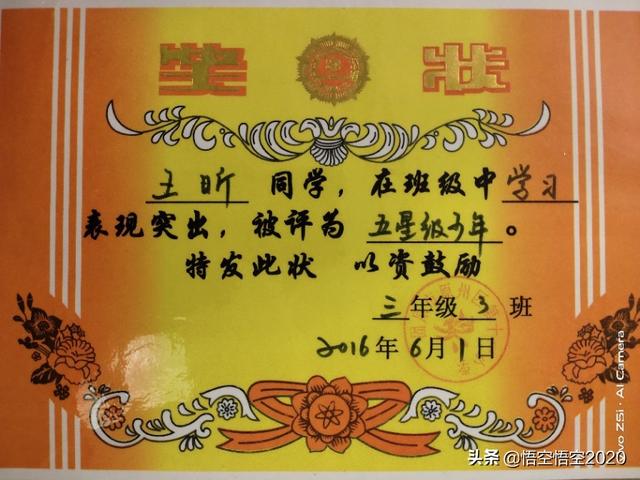 奖 状
王昕 同学，在班级中学习
表现突出，被评为 五星级少年。
特发此状 以资鼓励
三年级3班
2016年6月1日
vivo Z5i · AI Camera
头条 @悟空悟空2020